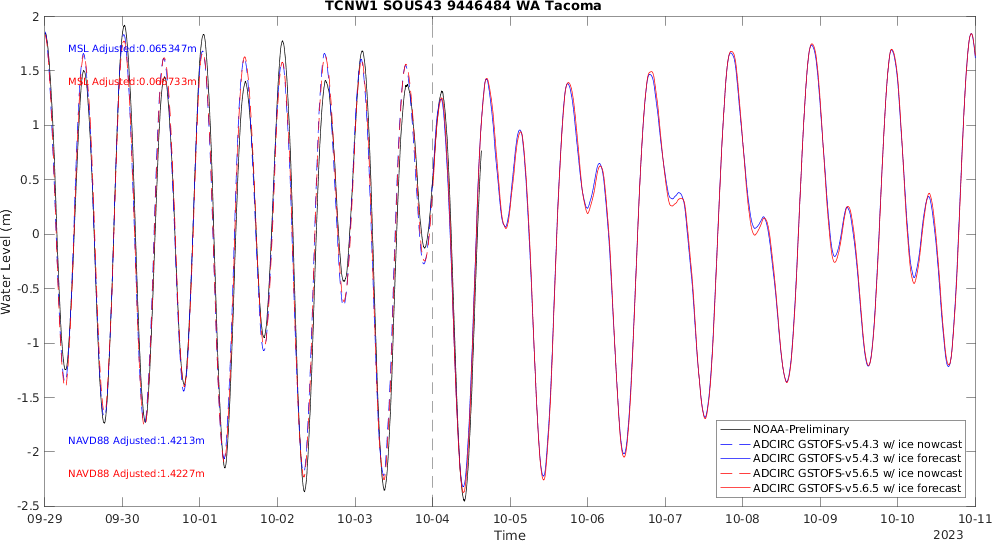 TCNW1 SOUS43 9446484 WA Tacoma
MSL Adjusted:0.065347m
MSL Adjusted:0.066733m
NAVD88 Adjusted:1.4213m
NAVD88 Adjusted:1.4227m
Water Level (m)
2
1.5
1
0.5
0
-0.5
-1
-1.5
-2
-2.5
NOAA-Preliminary
ADCIRC GSTOFS-v5.4.3 w/ ice nowcast
ADCIRC GSTOFS-v5.4.3 w/ ice forecast
ADCIRC GSTOFS-v5.6.5 w/ ice nowcast
ADCIRC GSTOFS-v5.6.5 w/ ice forecast
09-29 09-30 10-01 10-02 10-03 10-04 10-05 10-06 10-07 10-08 10-09 10-10 10-11
Time
2023